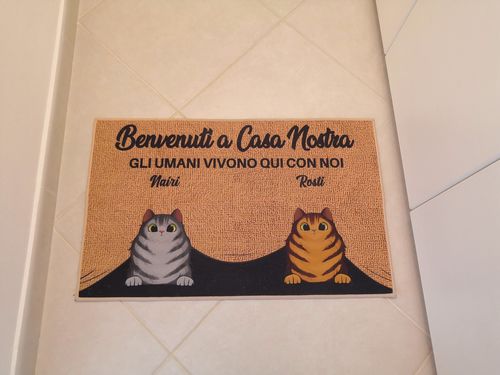 Benvenuti a Casa Nostra
GLI UMANI VIVONO QUI CON NOI
Nairi Rosti